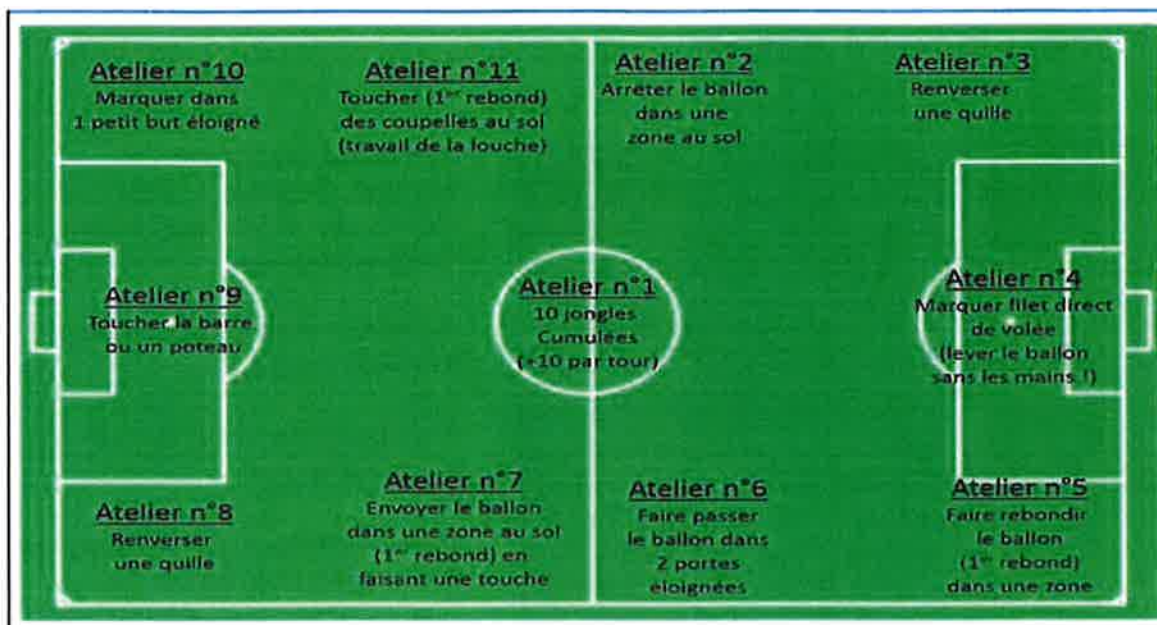 Atelier n°10
Marquer dans
1 petit but éloigné
Atelier n°11
Toucher (1er rebond)
des coupelles au sol
(travail de la louche)
Atelier n°2
Arrêter le ballon
dans une
zone au sol
Atelier n°3
Renverser
une quille
Atelier n°9
Toucher la barre
ou un poteau
Atelier n°1
10 jongles
Cumulées
(+10 par tour)
Atelier n°4
Marquer filet direct
de volée
(lever le ballon
sans les mains !)
Atelier n°8
Renverser
une quille
Atelier n°7
Envoyer le ballon
dans une zone au sol
(1er rebond) en
faisant une touche
Atelier n°6
Faire passer
le ballon dans
2 portes
éloignées
Atelier n°5
Faire rebondir
le ballon
(1er rebond)
dans une zone